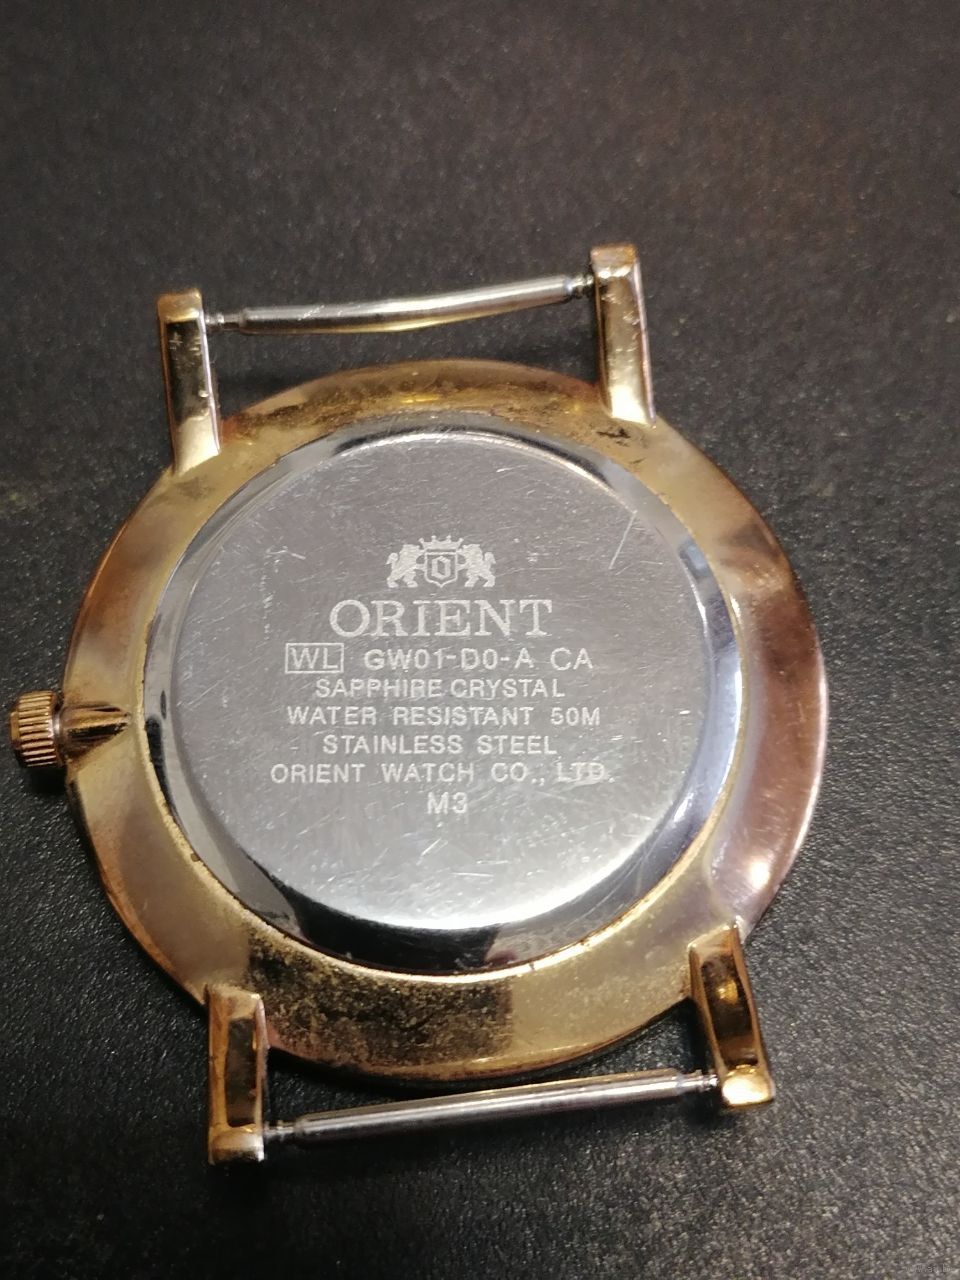 ORIENT
WL GW01-D0-A CA
SAPPHIRE CRYSTAL
WATER RESISTANT 50M
STAINLESS STEEL
ORIENT WATCH CO., LTD.
M3